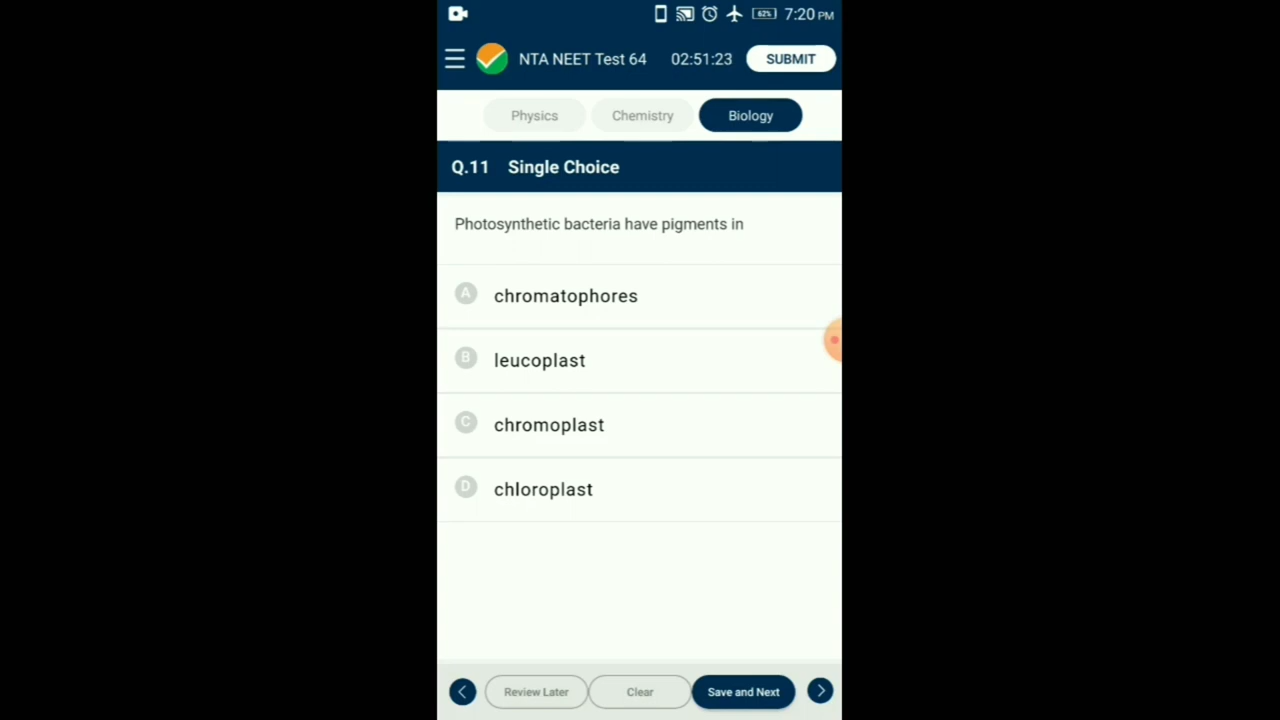 62% 7:20 PM
NTA NEET Test 64 02:51:23 SUBMIT
Physics Chemistry Biology
Q.11 Single Choice
Photosynthetic bacteria have pigments in
A chromatophores
B leucoplast
C chromoplast
D chloroplast
Review Later Clear Save and Next